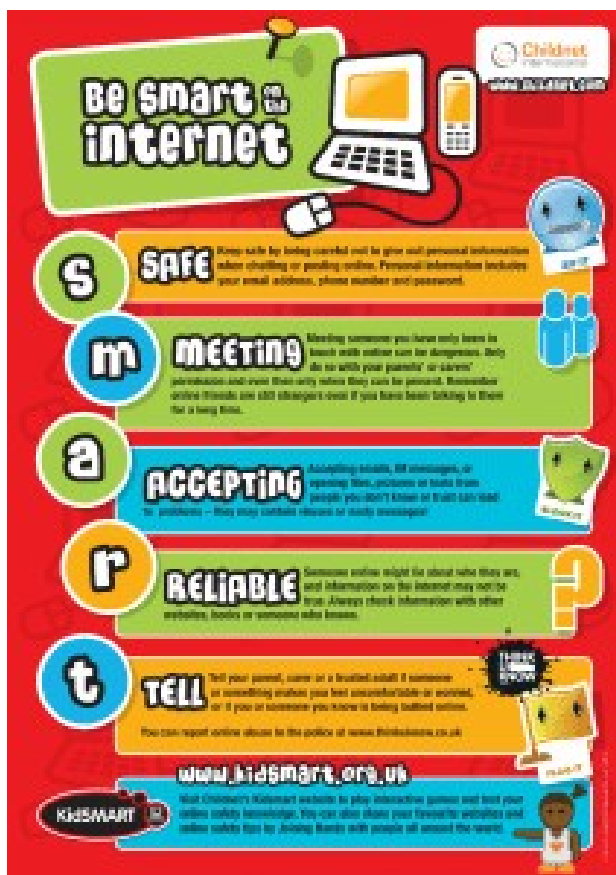 Be smart on the
internet
Childnet
International
www.kidsmart.com
s
SAFE
Keep safe by being careful not to give out personal information
when chatting or posting online. Personal information includes
your email address, phone number and password.
m
MEETING
Meeting someone you have only been in
touch with online can be dangerous. Only
do so with your parents' or carers'
permission and even then only when they can be present. Remember
online friends are still strangers even if you have been talking to them
for a long time.
a
ACCEPTING
Accepting emails, IM messages, or
opening files, pictures or texts from
people you don't know or trust can lead
to problems – they may contain viruses or nasty messages!
r
RELIABLE
Someone online might lie about who they are,
and information on the internet may not be
true. Always check information with other
websites, books or someone who knows.
t
TELL
Tell your parent, carer or a trusted adult if someone
or something makes you feel uncomfortable or worried,
or if you or someone you know is being bullied online.
You can report online abuse to the police at www.thinkuknow.co.uk
THINK
U
KNOW
ZIP IT
BLOCK IT
FLAG IT
www.kidsmart.org.uk
KidSMART
Visit Childnet's Kidsmart website to play interactive games and test your
online safety knowledge. You can also share your favourite websites and
online safety tips by Joining Hands with people all around the world.